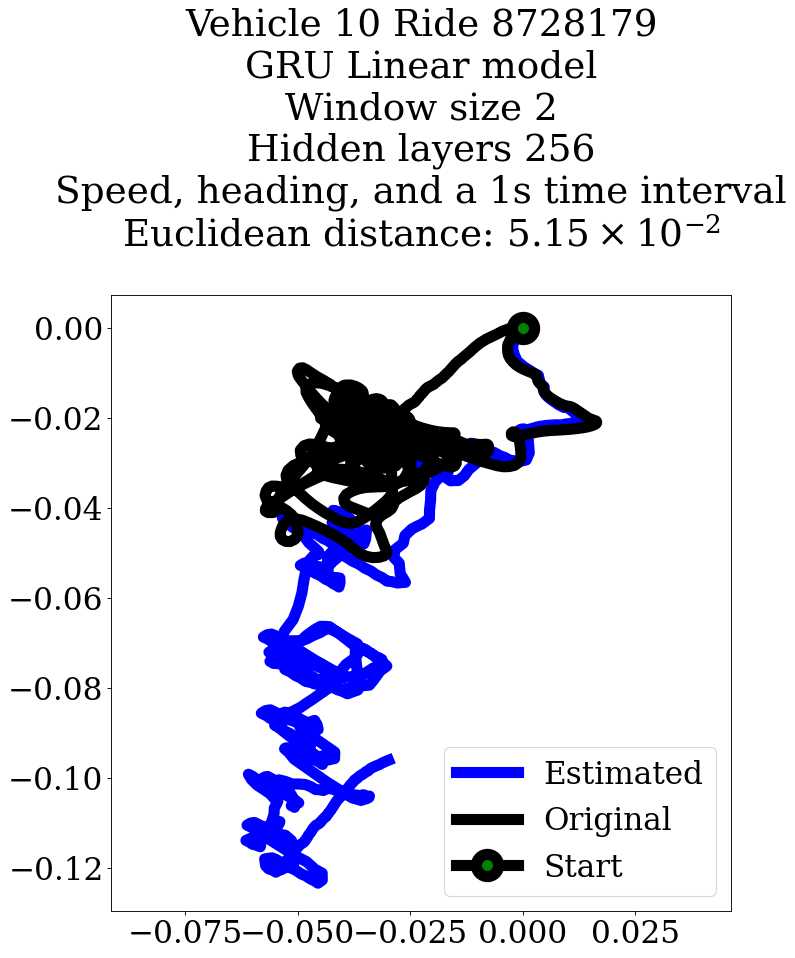 Vehicle 10 Ride 8728179
GRU Linear model
Window size 2
Hidden layers 256
Speed, heading, and a 1s time interval
Euclidean distance: 5.15 × 10⁻²
0.00
−0.02
−0.04
−0.06
−0.08
−0.10
−0.12
Estimated
Original
Start
−0.075 −0.050 −0.025 0.000 0.025